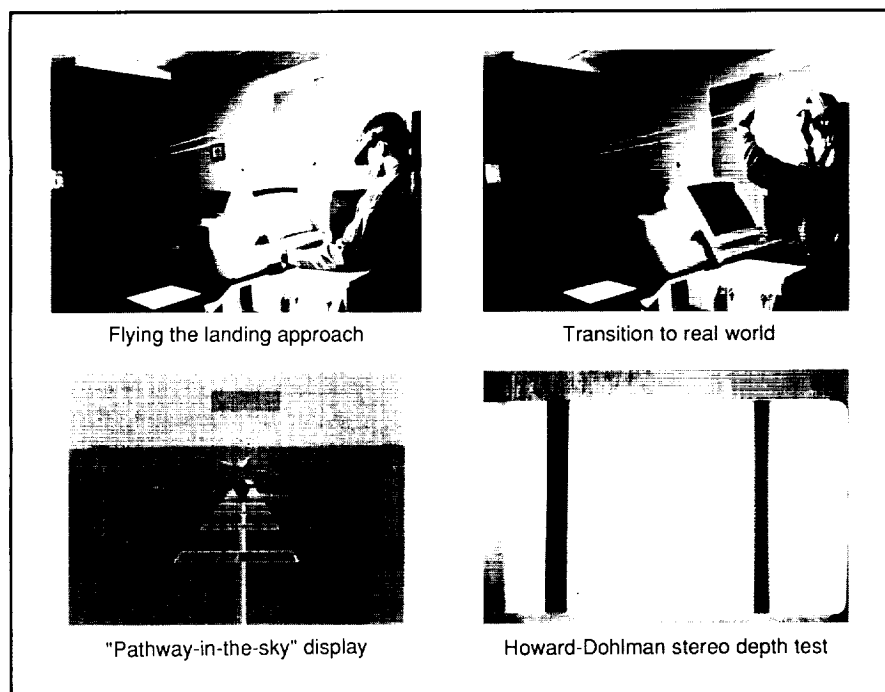 Flying the landing approach
Transition to real world
"Pathway-in-the-sky" display
Howard-Dohlman stereo depth test